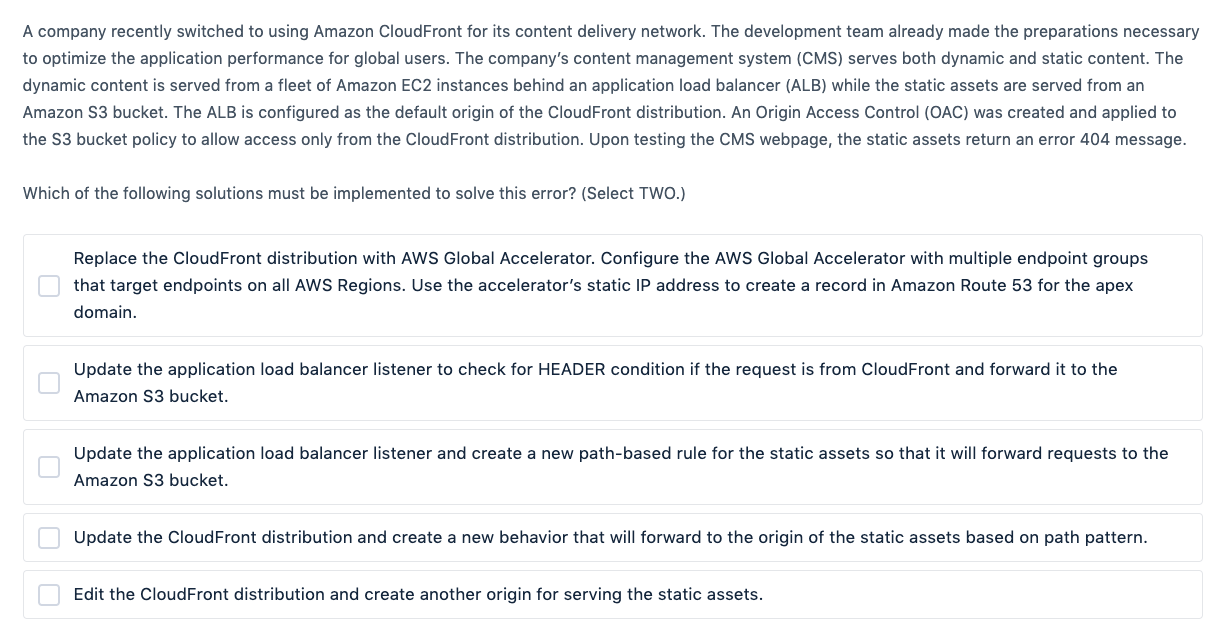 A company recently switched to using Amazon CloudFront for its content delivery network. The development team already made the preparations necessary
to optimize the application performance for global users. The company's content management system (CMS) serves both dynamic and static content. The
dynamic content is served from a fleet of Amazon EC2 instances behind an application load balancer (ALB) while the static assets are served from an
Amazon S3 bucket. The ALB is configured as the default origin of the CloudFront distribution. An Origin Access Control (OAC) was created and applied to
the S3 bucket policy to allow access only from the CloudFront distribution. Upon testing the CMS webpage, the static assets return an error 404 message.
Which of the following solutions must be implemented to solve this error? (Select TWO.)
Replace the CloudFront distribution with AWS Global Accelerator. Configure the AWS Global Accelerator with multiple endpoint groups
that target endpoints on all AWS Regions. Use the accelerator's static IP address to create a record in Amazon Route 53 for the apex
domain.
Update the application load balancer listener to check for HEADER condition if the request is from CloudFront and forward it to the
Amazon S3 bucket.
Update the application load balancer listener and create a new path-based rule for the static assets so that it will forward requests to the
Amazon S3 bucket.
Update the CloudFront distribution and create a new behavior that will forward to the origin of the static assets based on path pattern.
Edit the CloudFront distribution and create another origin for serving the static assets.